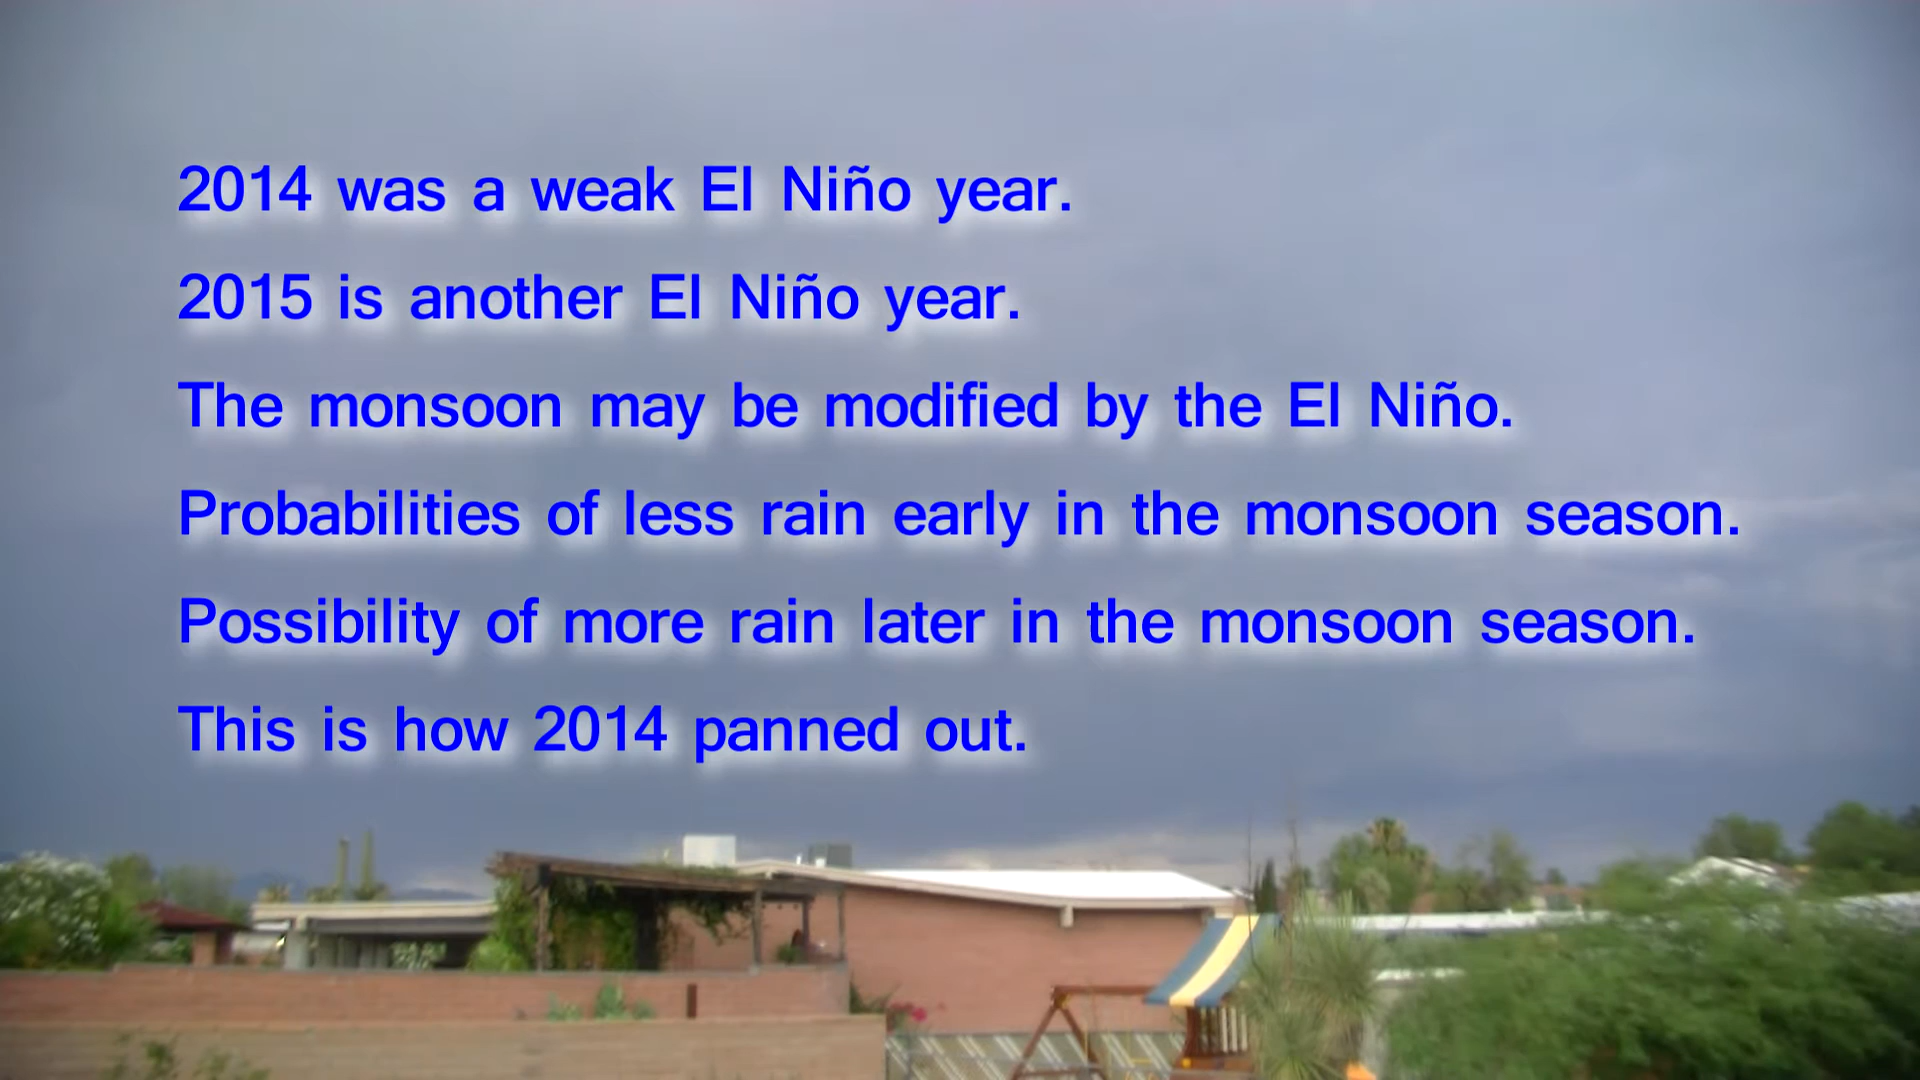 2014 was a weak El Niño year.
2015 is another El Niño year.
The monsoon may be modified by the El Niño.
Probabilities of less rain early in the monsoon season.
Possibility of more rain later in the monsoon season.
This is how 2014 panned out.